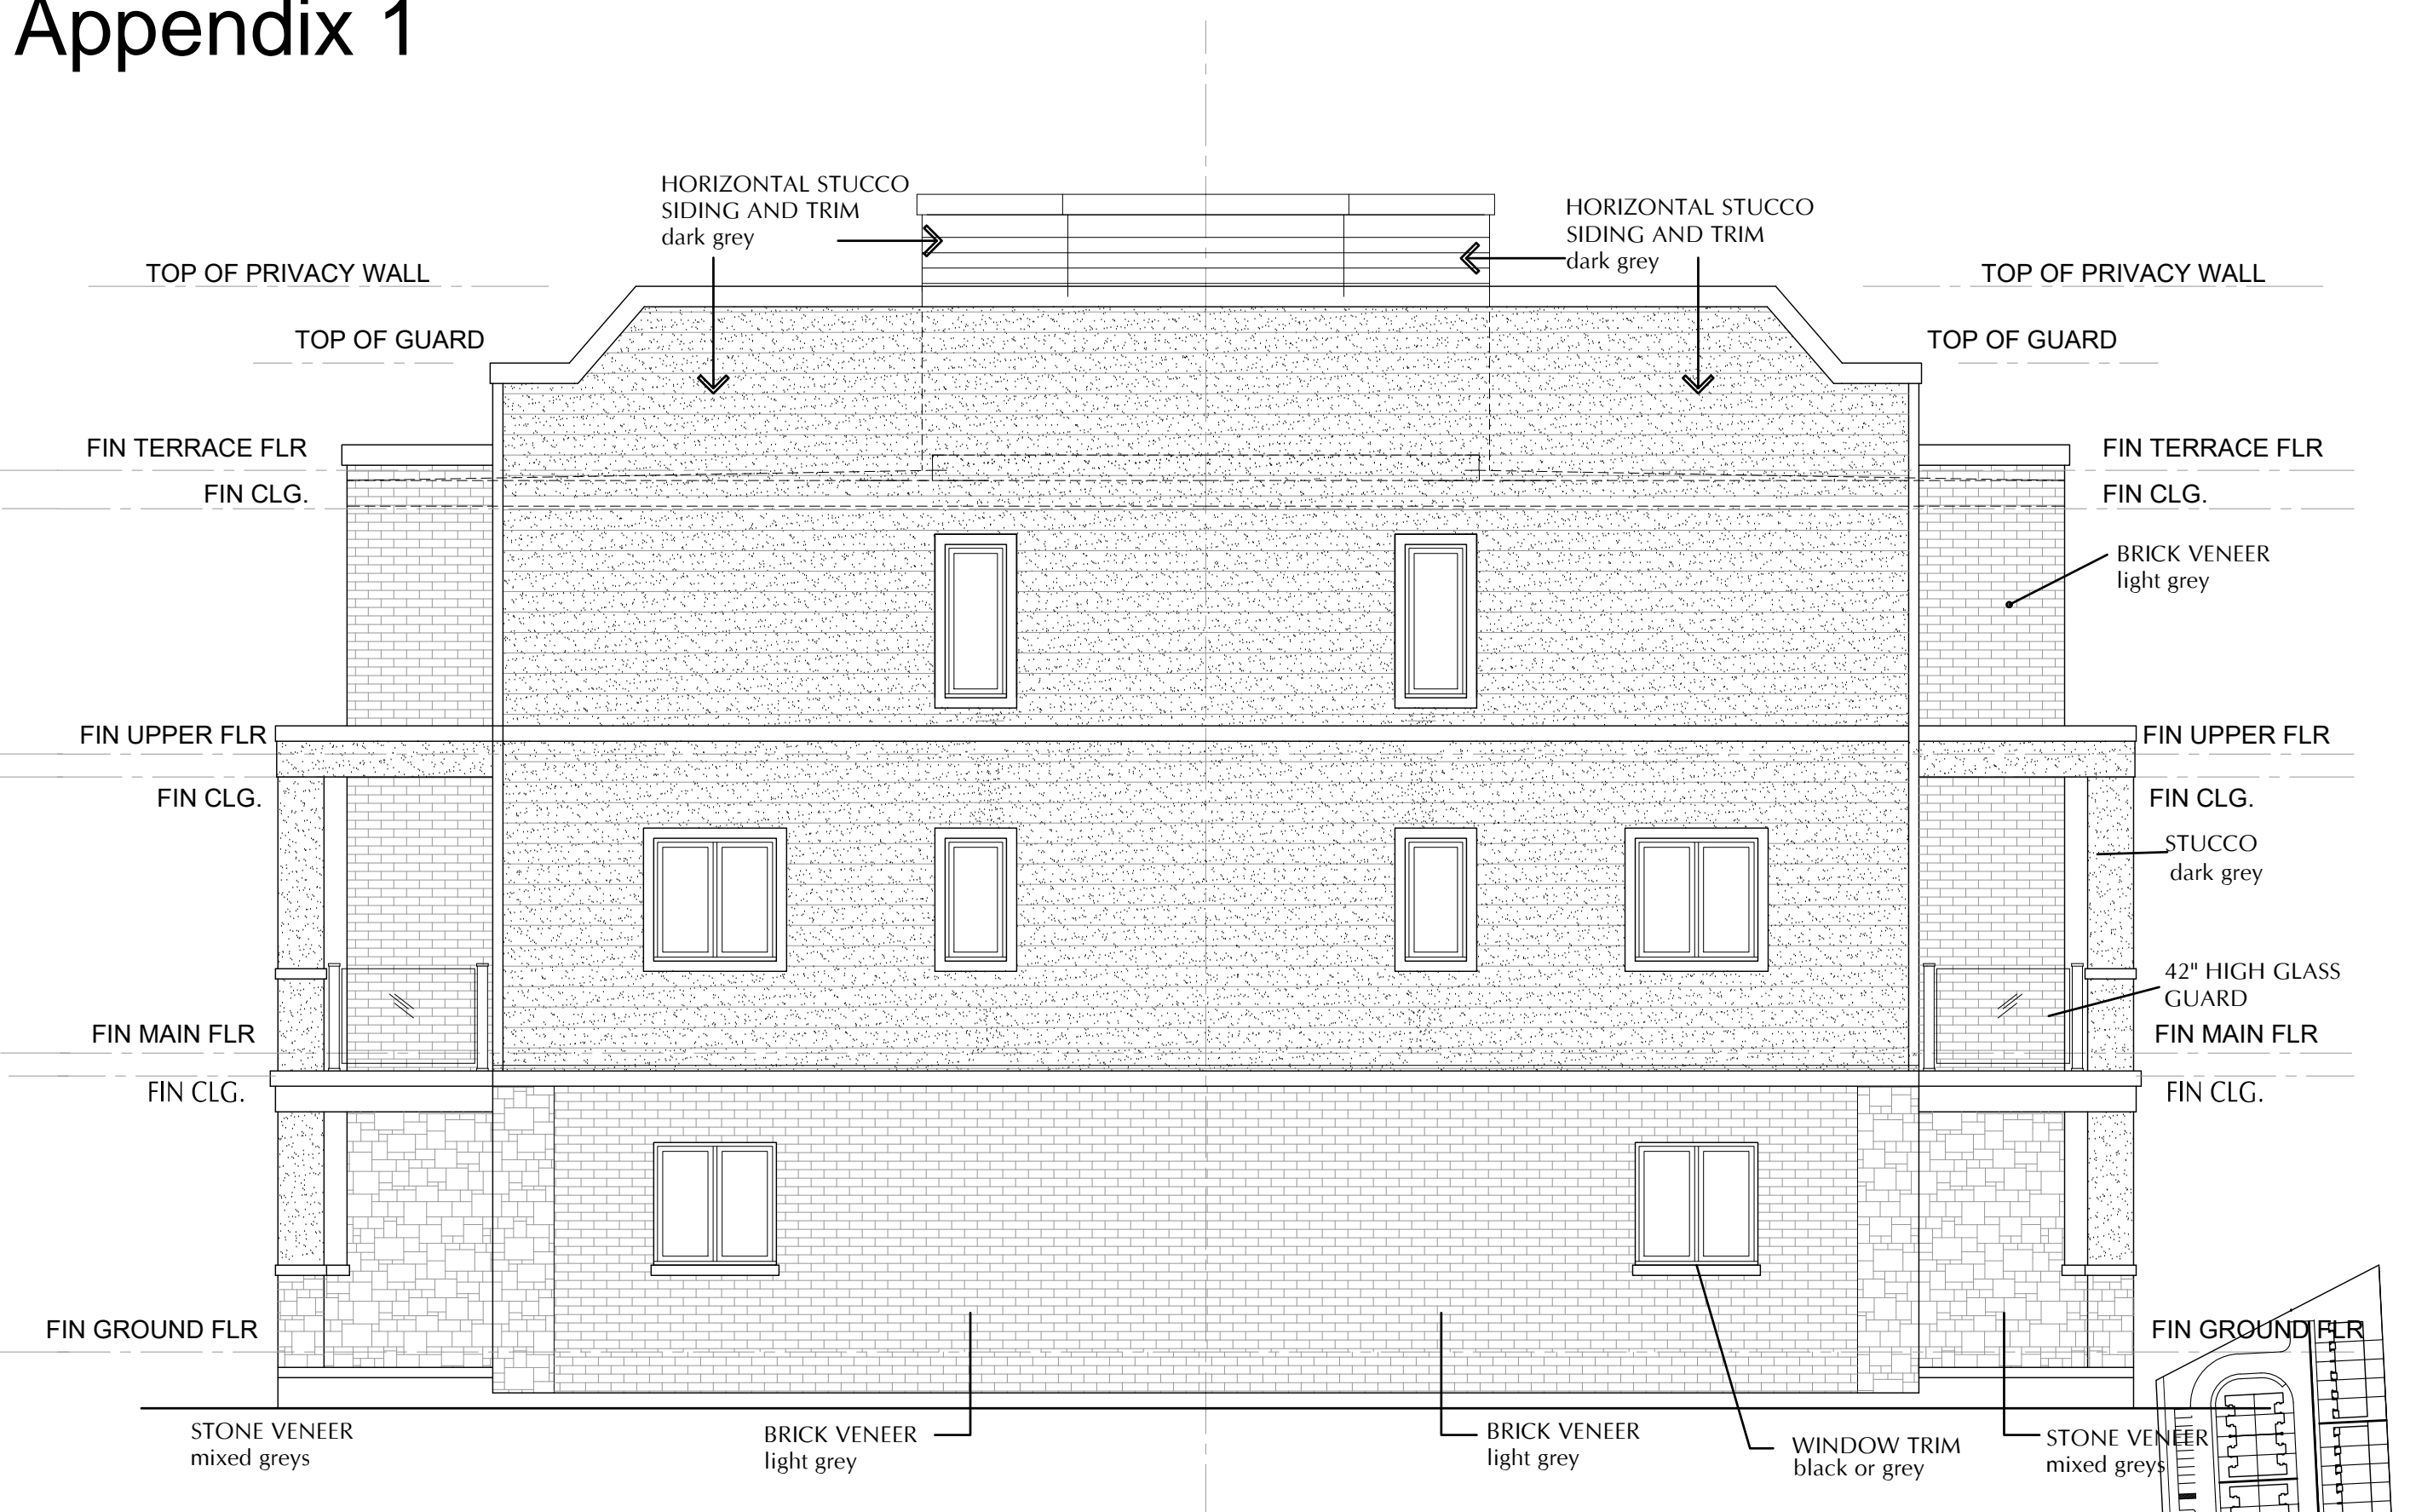 Appendix 1
HORIZONTAL STUCCO
SIDING AND TRIM
dark grey
HORIZONTAL STUCCO
SIDING AND TRIM
dark grey
TOP OF PRIVACY WALL
TOP OF PRIVACY WALL
TOP OF GUARD
TOP OF GUARD
FIN TERRACE FLR
FIN TERRACE FLR
FIN CLG.
FIN CLG.
BRICK VENEER
light grey
FIN UPPER FLR
FIN UPPER FLR
FIN CLG.
FIN CLG.
STUCCO
dark grey
42" HIGH GLASS
GUARD
FIN MAIN FLR
FIN MAIN FLR
FIN CLG.
FIN CLG.
FIN GROUND FLR
FIN GROUND FLR
STONE VENEER
mixed greys
BRICK VENEER
light grey
BRICK VENEER
light grey
WINDOW TRIM
black or grey
STONE VENEER
mixed greys